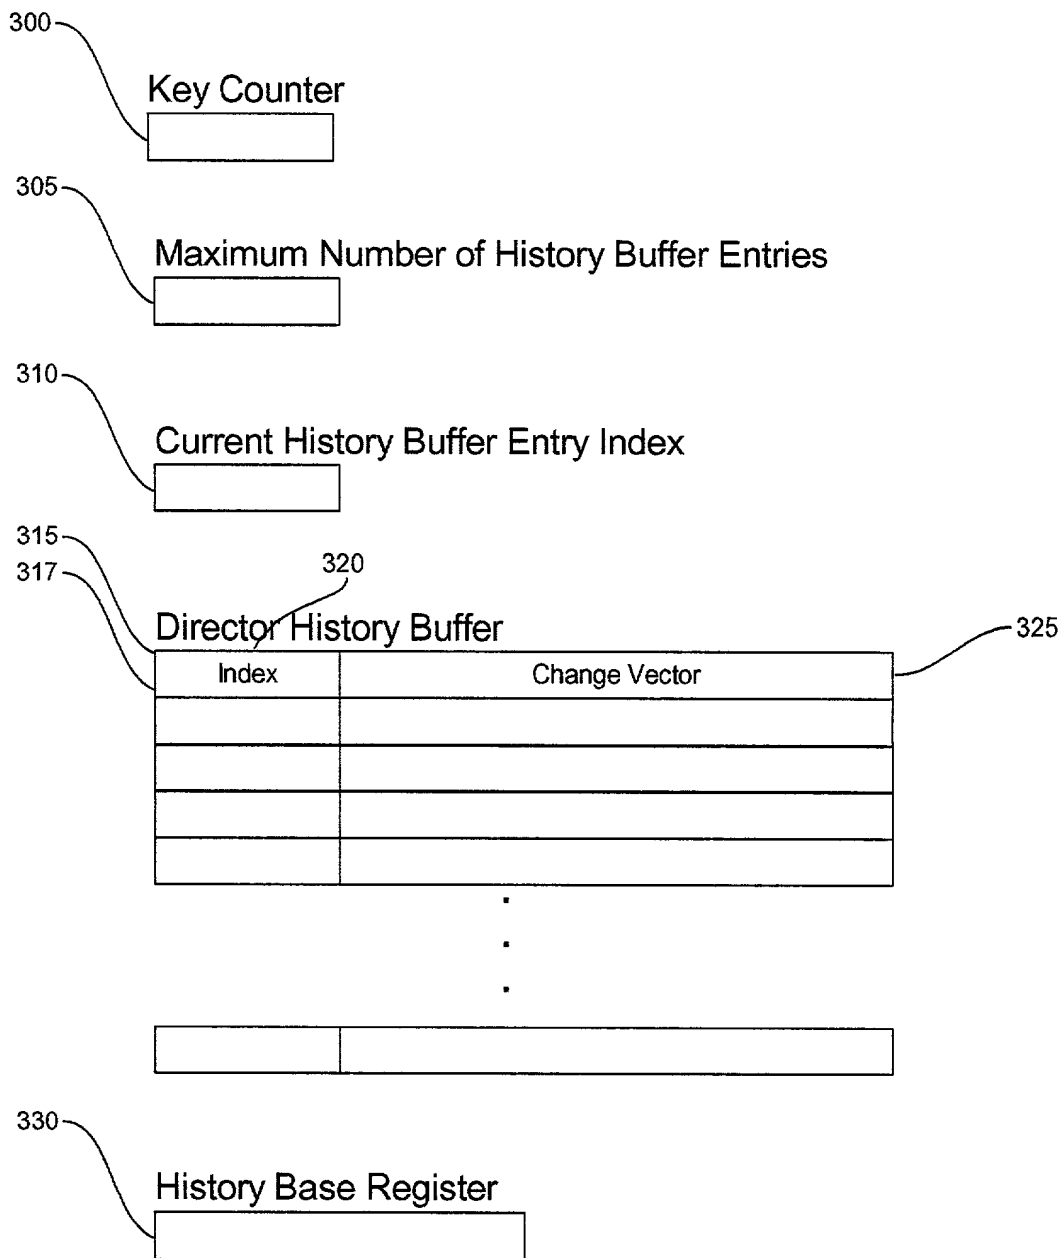 300
Key Counter
305
Maximum Number of History Buffer Entries
310
Current History Buffer Entry Index
315
317
320
Director History Buffer
325
Index Change Vector
330
History Base Register